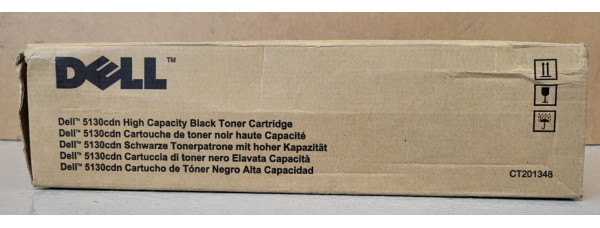 DELL™
Dell™ 5130cdn High Capacity Black Toner Cartridge
Dell™ 5130cdn Cartouche de toner noir haute Capacité
Dell™ 5130cdn Schwarze Tonerpatrone mit hoher Kapazität
Dell™ 5130cdn Cartuccia di toner nero Elavata Capacità
Dell™ 5130cdn Cartucho de Tóner Negro Alta Capacidad
CT201348